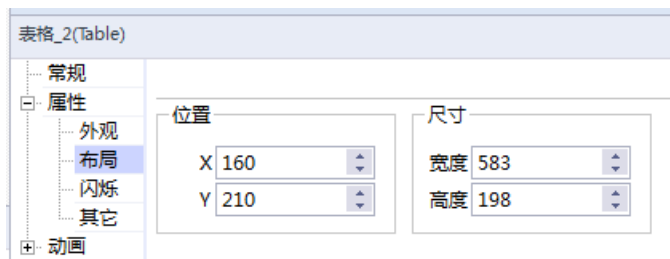 表格_2(Table)
常规
属性
外观
布局
闪烁
其它
动画
位置
X 160
Y 210
尺寸
宽度 583
高度 198